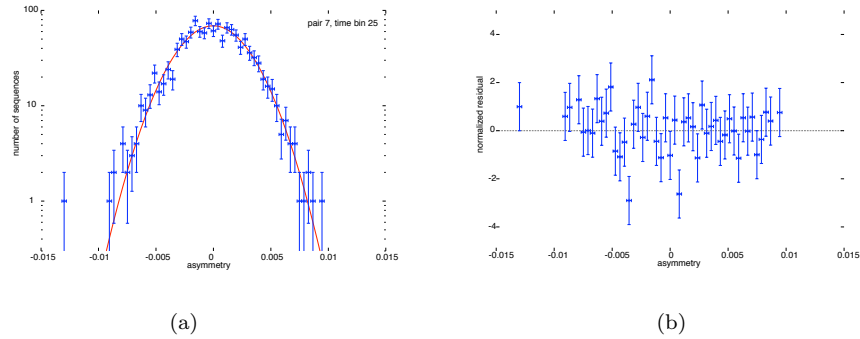 100
10
1
number of sequences
pair 7, time bin 25
-0.015 -0.01 -0.005 0 0.005 0.01 0.015
asymmetry
(a)
4
2
0
-2
-4
normalized residual
-0.015 -0.01 -0.005 0 0.005 0.01 0.015
asymmetry
(b)